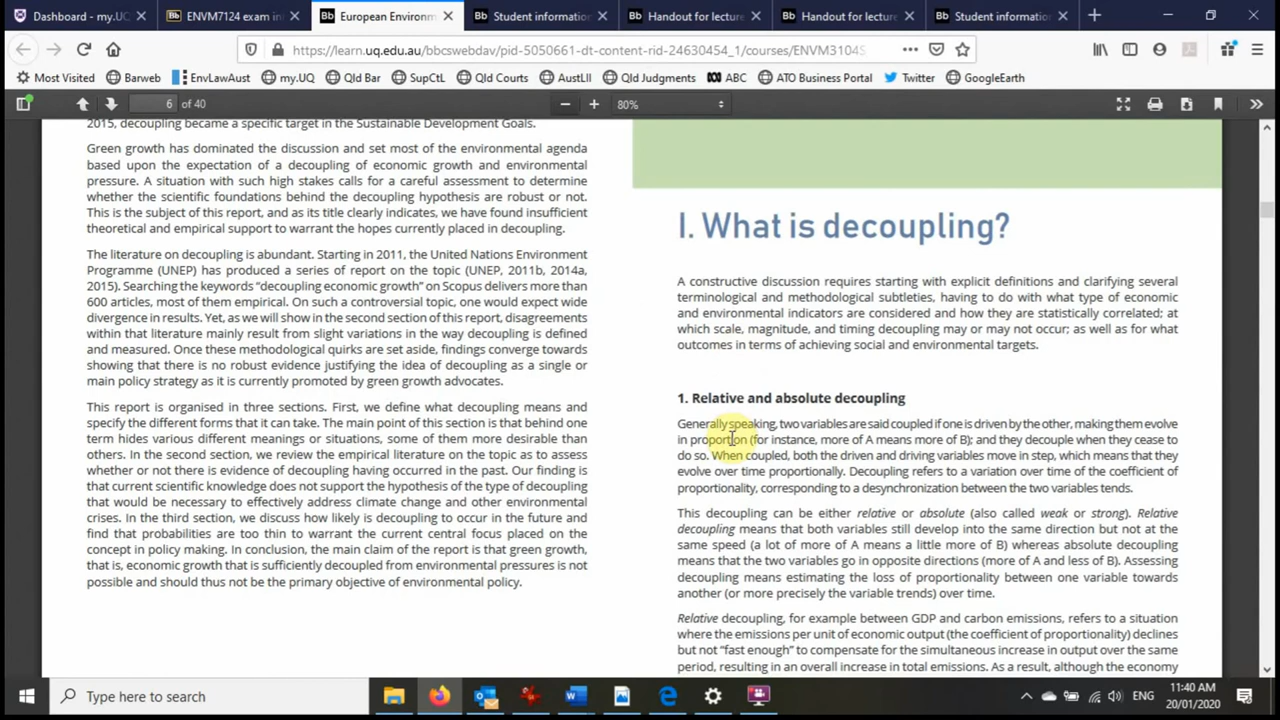 Dashboard - my.UC
ENVM7124 exam in
European Environm
Student informatio
Handout for lecture
Handout for lecture
Student informatio
https://learn.uq.edu.au/bbcswebdav/pid-5050661-dt-content-rid-24630454_1/courses/ENVM3104S
Most Visited Barweb EnvLawAust my.UQ Qld Bar SupCtL Qld Courts AustLII Qld Judgments ABC ATO Business Portal Twitter GoogleEarth
6 of 40
80%
2015, decoupling became a specific target in the Sustainable Development Goals.
Green growth has dominated the discussion and set most of the environmental agenda
based upon the expectation of a decoupling of economic growth and environmental
pressure. A situation with such high stakes calls for a careful assessment to determine
whether the scientific foundations behind the decoupling hypothesis are robust or not.
This is the subject of this report, and as its title clearly indicates, we have found insufficient
theoretical and empirical support to warrant the hopes currently placed in decoupling.
The literature on decoupling is abundant. Starting in 2011, the United Nations Environment
Programme (UNEP) has produced a series of report on the topic (UNEP, 2011b, 2014a,
2015). Searching the keywords “decoupling economic growth” on Scopus delivers more than
600 articles, most of them empirical. On such a controversial topic, one would expect wide
divergence in results. Yet, as we will show in the second section of this report, disagreements
within that literature mainly result from slight variations in the way decoupling is defined
and measured. Once these methodological quirks are set aside, findings converge towards
showing that there is no robust evidence justifying the idea of decoupling as a single or
main policy strategy as it is currently promoted by green growth advocates.
This report is organised in three sections. First, we define what decoupling means and
specify the different forms that it can take. The main point of this section is that behind one
term hides various different meanings or situations, some of them more desirable than
others. In the second section, we review the empirical literature on the topic as to assess
whether or not there is evidence of decoupling having occurred in the past. Our finding is
that current scientific knowledge does not support the hypothesis of the type of decoupling
that would be necessary to effectively address climate change and other environmental
crises. In the third section, we discuss how likely is decoupling to occur in the future and
find that probabilities are too thin to warrant the current central focus placed on the
concept in policy making. In conclusion, the main claim of the report is that green growth,
that is, economic growth that is sufficiently decoupled from environmental pressures is not
possible and should thus not be the primary objective of environmental policy.
I. What is decoupling?
A constructive discussion requires starting with explicit definitions and clarifying several
terminological and methodological subtleties, having to do with what type of economic
and environmental indicators are considered and how they are statistically correlated; at
which scale, magnitude, and timing decoupling may or may not occur; as well as for what
outcomes in terms of achieving social and environmental targets.
1. Relative and absolute decoupling
Generally speaking, two variables are said coupled if one is driven by the other, making them evolve
in proportion (for instance, more of A means more of B); and they decouple when they cease to
do so. When coupled, both the driven and driving variables move in step, which means that they
evolve over time proportionally. Decoupling refers to a variation over time of the coefficient of
proportionality, corresponding to a desynchronization between the two variables tends.
This decoupling can be either relative or absolute (also called weak or strong). Relative
decoupling means that both variables still develop into the same direction but not at the
same speed (a lot of more of A means a little more of B) whereas absolute decoupling
means that the two variables go in opposite directions (more of A and less of B). Assessing
decoupling means estimating the loss of proportionality between one variable towards
another (or more precisely the variable trends) over time.
Relative decoupling, for example between GDP and carbon emissions, refers to a situation
where the emissions per unit of economic output (the coefficient of proportionality) declines
but not “fast enough” to compensate for the simultaneous increase in output over the same
period, resulting in an overall increase in total emissions. As a result, although the economy
Type here to search
ENG
11:40 AM
20/01/2020